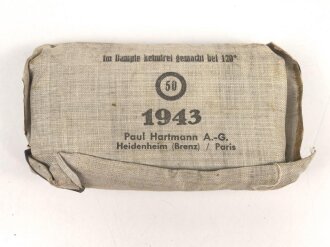 Im Dampfe keimfrei gemacht bei 120°
50
1943
Paul Hartmann A.-G.
Heidenheim (Brenz) / Paris